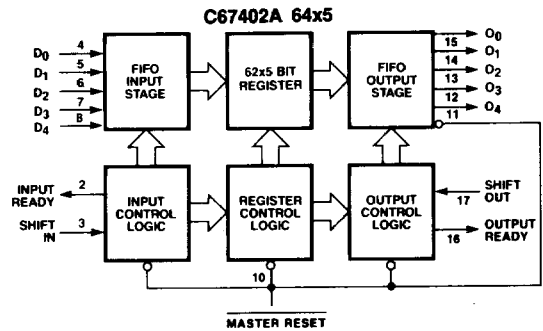 C67402A 64x5
D0 4
D1 5
D2 6
D3 7
D4 8
FIFO
INPUT
STAGE
62x5 BIT
REGISTER
FIFO
OUTPUT
STAGE
15 O0
14 O1
13 O2
12 O3
11 O4
INPUT
READY
2
SHIFT
IN
3
INPUT
CONTROL
LOGIC
REGISTER
CONTROL
LOGIC
OUTPUT
CONTROL
LOGIC
17
SHIFT
OUT
16
OUTPUT
READY
10
MASTER RESET